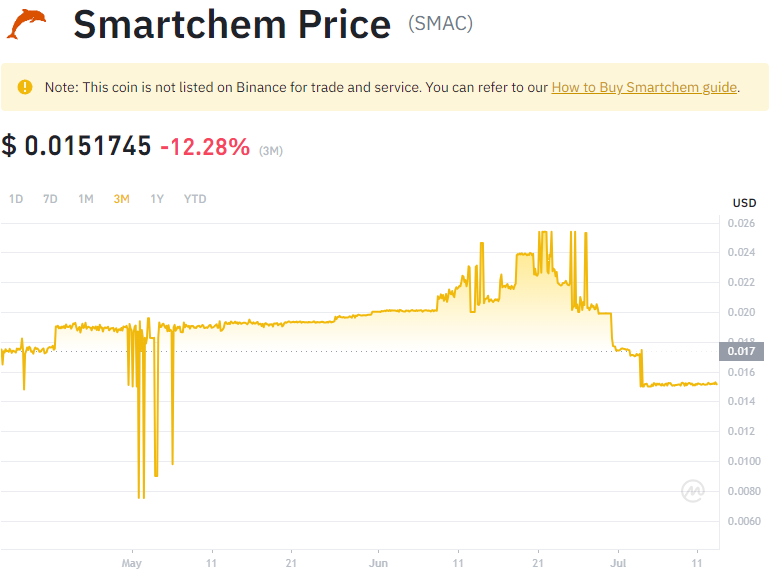 Smartchem Price (SMAC)
Note: This coin is not listed on Binance for trade and service. You can refer to our How to Buy Smartchem guide.
$ 0.0151745 -12.28% (3M)
1D 7D 1M 3M 1Y YTD
USD
0.026
0.024
0.022
0.020
0.018
0.017
0.016
0.014
0.012
0.0100
0.0080
0.0060
May 11 21 Jun 11 21 Jul 11